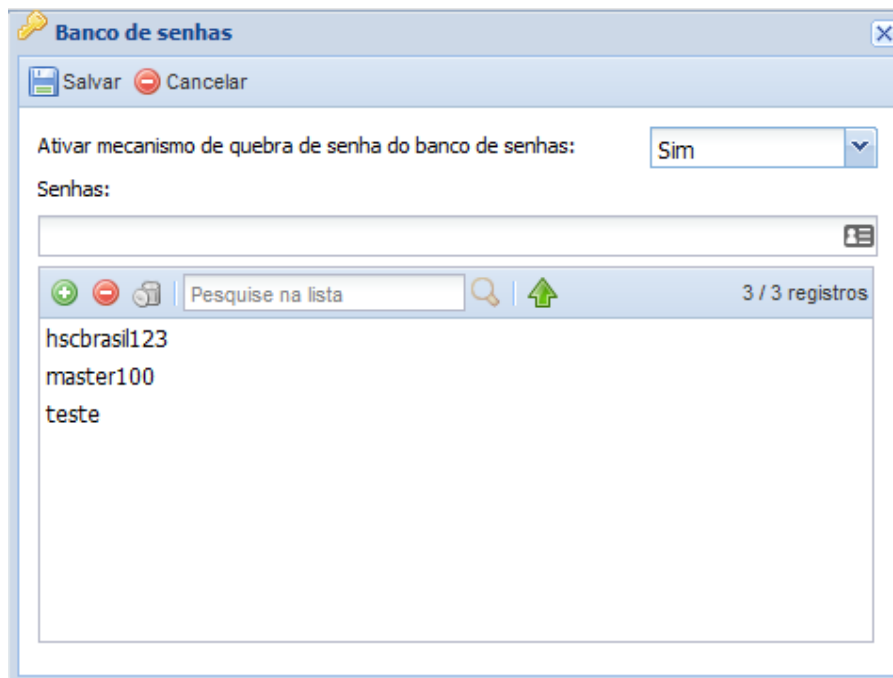 Banco de senhas
Salvar Cancelar
Ativar mecanismo de quebra de senha do banco de senhas: Sim
Senhas:
Pesquise na lista 3 / 3 registros
hscbrasil123
master100
teste